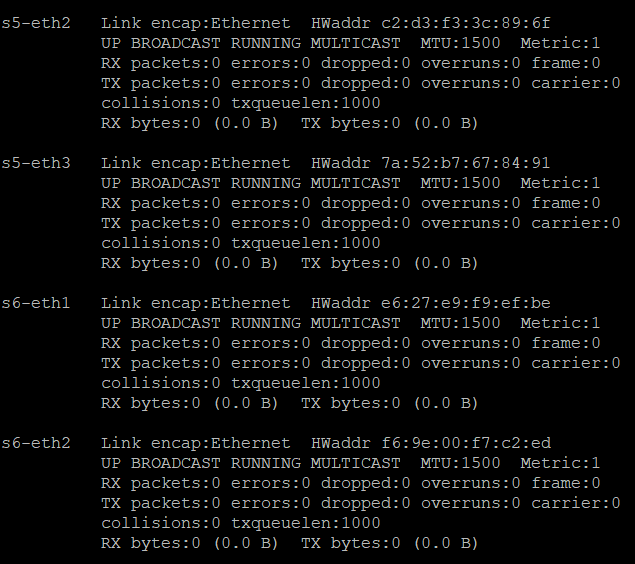 s5-eth2   Link encap:Ethernet  HWaddr c2:d3:f3:3c:89:6f
          UP BROADCAST RUNNING MULTICAST  MTU:1500  Metric:1
          RX packets:0 errors:0 dropped:0 overruns:0 frame:0
          TX packets:0 errors:0 dropped:0 overruns:0 carrier:0
          collisions:0 txqueuelen:1000
          RX bytes:0 (0.0 B)  TX bytes:0 (0.0 B)

s5-eth3   Link encap:Ethernet  HWaddr 7a:52:b7:67:84:91
          UP BROADCAST RUNNING MULTICAST  MTU:1500  Metric:1
          RX packets:0 errors:0 dropped:0 overruns:0 frame:0
          TX packets:0 errors:0 dropped:0 overruns:0 carrier:0
          collisions:0 txqueuelen:1000
          RX bytes:0 (0.0 B)  TX bytes:0 (0.0 B)

s6-eth1   Link encap:Ethernet  HWaddr e6:27:e9:f9:ef:be
          UP BROADCAST RUNNING MULTICAST  MTU:1500  Metric:1
          RX packets:0 errors:0 dropped:0 overruns:0 frame:0
          TX packets:0 errors:0 dropped:0 overruns:0 carrier:0
          collisions:0 txqueuelen:1000
          RX bytes:0 (0.0 B)  TX bytes:0 (0.0 B)

s6-eth2   Link encap:Ethernet  HWaddr f6:9e:00:f7:c2:ed
          UP BROADCAST RUNNING MULTICAST  MTU:1500  Metric:1
          RX packets:0 errors:0 dropped:0 overruns:0 frame:0
          TX packets:0 errors:0 dropped:0 overruns:0 carrier:0
          collisions:0 txqueuelen:1000
          RX bytes:0 (0.0 B)  TX bytes:0 (0.0 B)